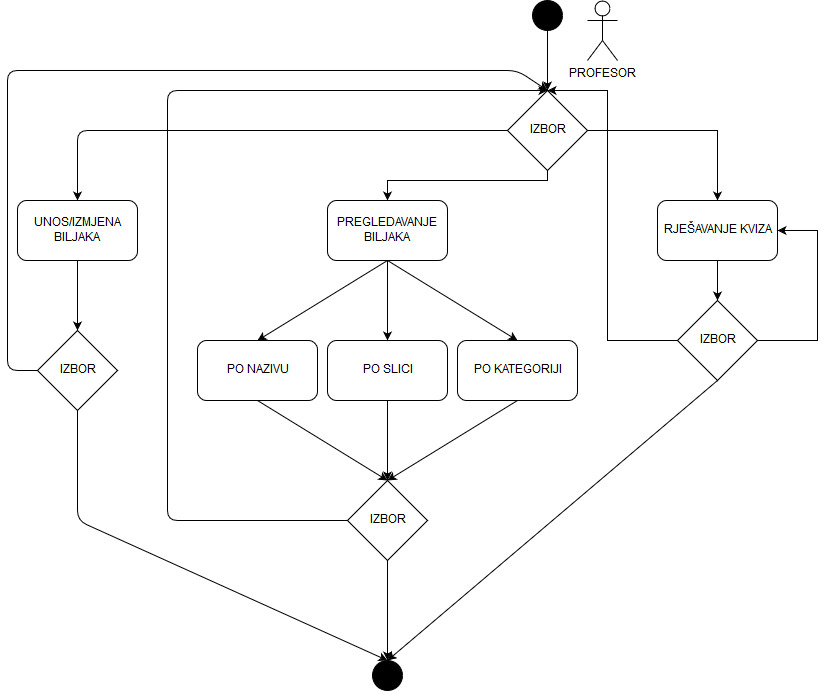 PROFESOR
IZBOR
UNOS/IZMJENA
BILJAKA
PREGLEDAVANJE
BILJAKA
RJEŠAVANJE KVIZA
IZBOR
PO NAZIVU
PO SLICI
PO KATEGORIJI
IZBOR
IZBOR